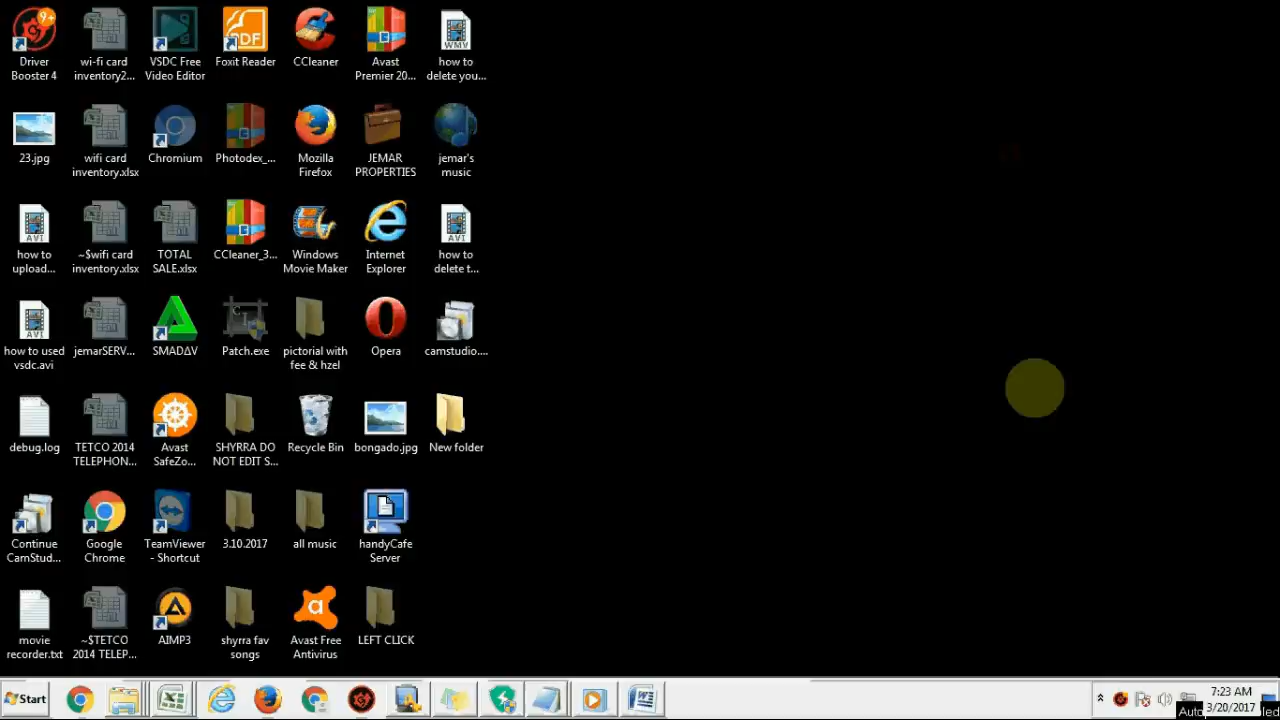 Driver
Booster 4
wi-fi card
inventory2...
VSDC Free
Video Editor
Foxit Reader
CCleaner
Avast
Premier 20...
how to
delete you...
23.jpg
wifi card
inventory.xlsx
Chromium
Photodex_...
Mozilla
Firefox
JEMAR
PROPERTIES
jemar's
music
how to
upload...
~$wifi card
inventory.xlsx
TOTAL
SALE.xlsx
CCleaner_3...
Windows
Movie Maker
Internet
Explorer
how to
delete t...
how to used
vsdc.avi
jemarSERV...
SMADAV
Patch.exe
pictorial with
fee & hzel
Opera
camstudio....
debug.log
TETCO 2014
TELEPHON...
Avast
SafeZo...
SHYRRA DO
NOT EDIT S...
Recycle Bin
bongado.jpg
New folder
Continue
CamStud...
Google
Chrome
TeamViewer
- Shortcut
3.10.2017
all music
handyCafe
Server
movie
recorder.txt
~$TETCO
2014 TELEP...
AIMP3
shyrra fav
songs
Avast Free
Antivirus
LEFT CLICK
Start
7:23 AM
3/20/2017
9+
PDF
WMV
AVI
AVI
AVI